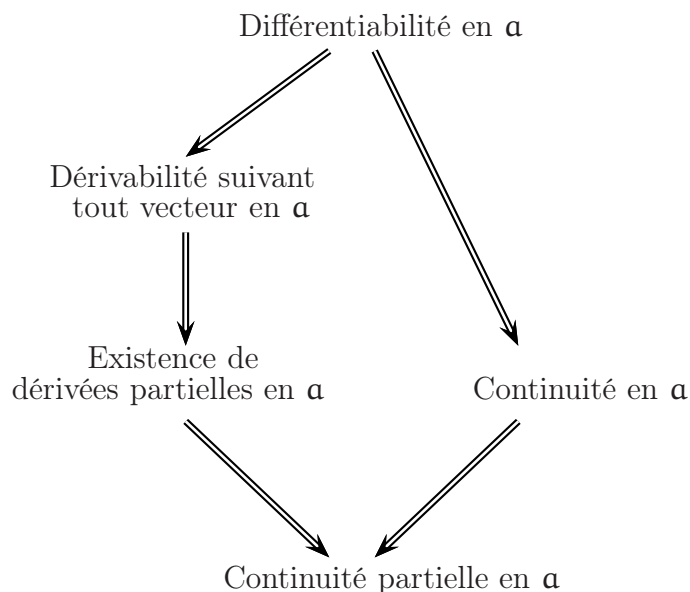 Différentiabilité en 𝔞
Dérivabilité suivant
tout vecteur en 𝔞
Existence de
dérivées partielles en 𝔞
Continuité en 𝔞
Continuité partielle en 𝔞